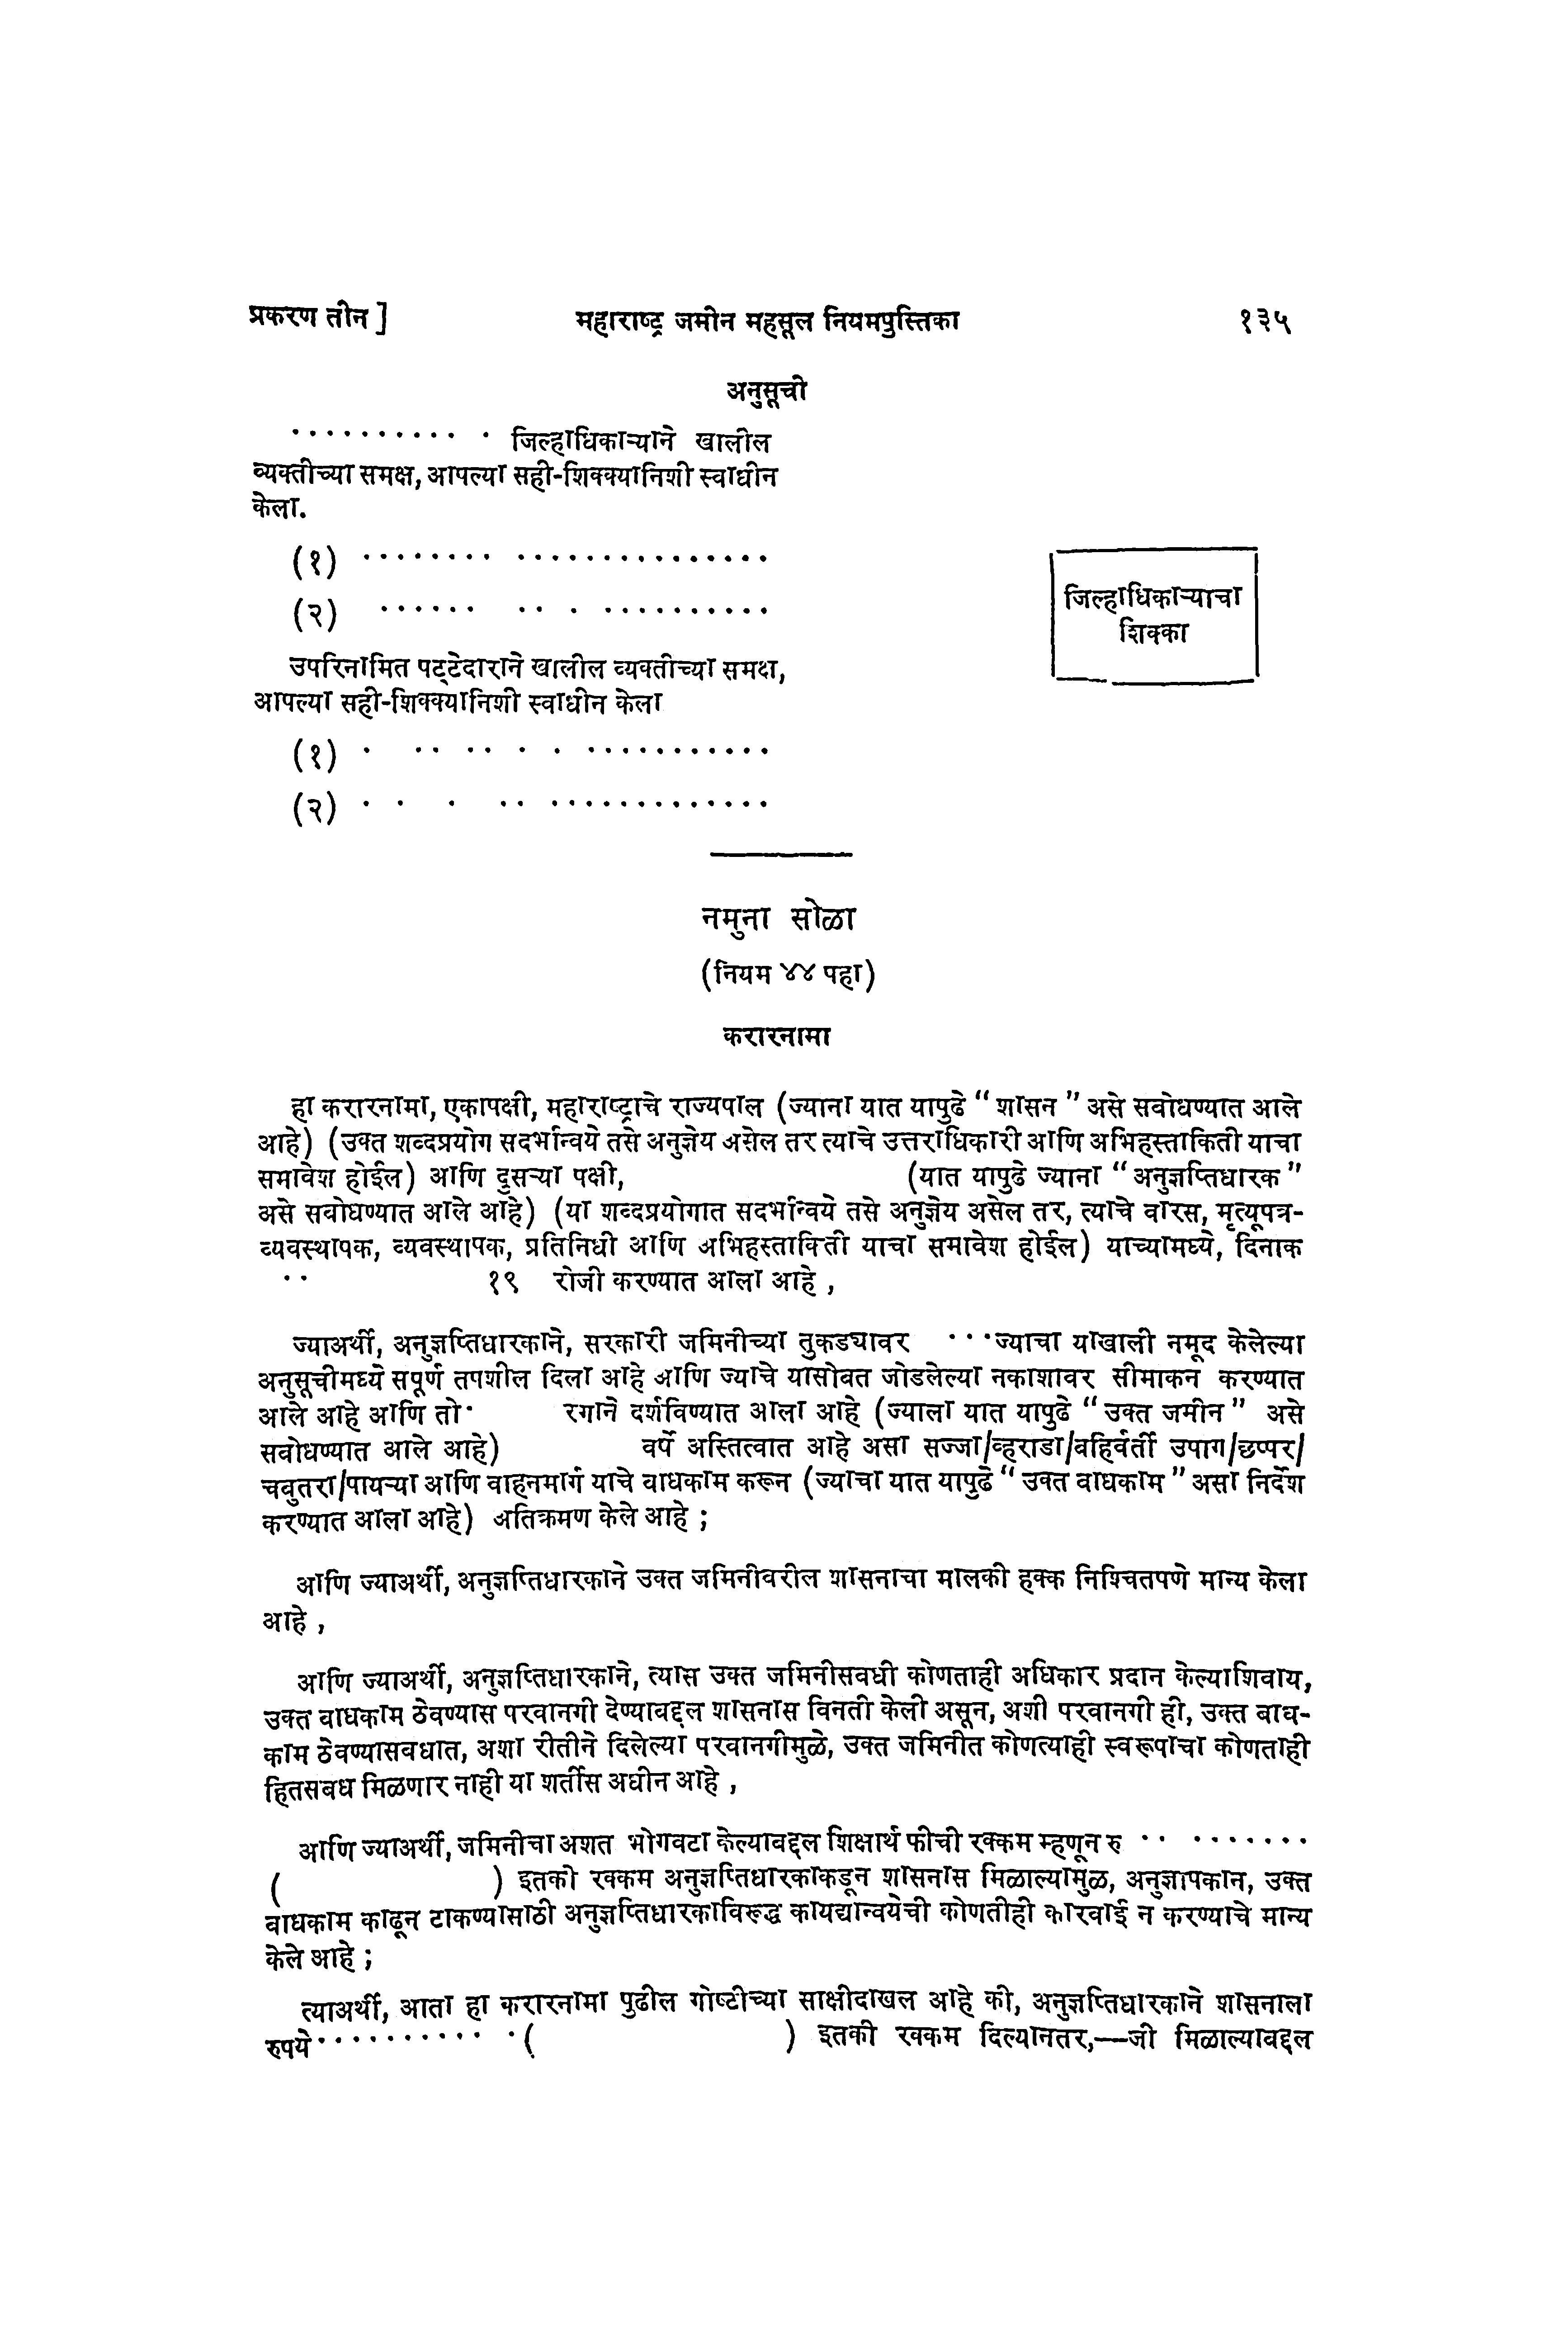 प्रकरण तीन] महाराष्ट्र जमीन महसूल नियमपुस्तिका १३५
अनुसूची
. . . . . . . . . . . जिल्हाधिकाऱ्याने खालील
व्यक्तीच्या समक्ष, आपल्या सही-शिक्क्यानिशी स्वाधीन
केला.
(१) . . . . . . . . . . . . . . . . . . . . . . .
(२) . . . . . . . . . . . . . . . . . . .
जिल्हाधिकाऱ्याचा
शिक्का
उपरिनामित पट्टेदाराने खालील व्यक्तीच्या समक्ष,
आपल्या सही-शिक्क्यानिशी स्वाधीन केला
(१) . . . . . . . . . . . . . . . . . .
(२) . . . . . . . . . . . . . . . . . .
नमुना सोळा
(नियम ४४ पहा)
करारनामा
हा करारनामा, एकापक्षी, महाराष्ट्राचे राज्यपाल (ज्याना यात यापुढे “ शासन ” असे सबोधण्यात आले
आहे) (उक्त शब्दप्रयोग सदर्भान्वये तसे अनुज्ञेय असेल तर त्याचे उत्तराधिकारी आणि अभिहस्ताकिती याचा
समावेश होईल) आणि दुसऱ्या पक्षी, (यात यापुढे ज्याना “ अनुज्ञप्तिधारक ”
असे सबोधण्यात आले आहे) (या शब्दप्रयोगात सदर्भान्वये तसे अनुज्ञेय असेल तर, त्याचे वारस, मृत्यूपत्र-
व्यवस्थापक, व्यवस्थापक, प्रतिनिधी आणि अभिहस्ताकिती याचा समावेश होईल) याच्यामध्ये, दिनाक
. . १९ रोजी करण्यात आला आहे ,
ज्याअर्थी, अनुज्ञप्तिधारकाने, सरकारी जमिनीच्या तुकड्यावर . . . ज्याचा याखाली नमूद केलेल्या
अनुसूचीमध्ये सपूर्ण तपशील दिला आहे आणि ज्याचे यासोबत जोडलेल्या नकाशावर सीमाकन करण्यात
आले आहे आणि तो . रगाने दर्शविण्यात आला आहे (ज्याला यात यापुढे “ उक्त जमीन ” असे
सबोधण्यात आले आहे) वर्षे अस्तित्वात आहे असा सज्जा/व्हराडा/बहिर्वर्ती उपाग/छप्पर/
चबुतरा/पायऱ्या आणि वाहनमार्ग याचे बाधकाम करून (ज्याचा यात यापुढे “ उक्त बाधकाम ” असा निर्देश
करण्यात आला आहे) अतिक्रमण केले आहे ;
आणि ज्याअर्थी, अनुज्ञप्तिधारकाने उक्त जमिनीवरील शासनाचा मालकी हक्क निश्चितपणे मान्य केला
आहे ,
आणि ज्याअर्थी, अनुज्ञप्तिधारकाने, त्यास उक्त जमिनीसबधी कोणताही अधिकार प्रदान केल्याशिवाय,
उक्त बाधकाम ठेवण्यास परवानगी देण्याबद्दल शासनास विनती केली असून, अशी परवानगी ही, उक्त बाध-
काम ठेवण्यासबधात, अशा रीतीने दिलेल्या परवानगीमुळे, उक्त जमिनीत कोणत्याही स्वरूपाचा कोणताही
हितसबध मिळणार नाही या शर्तीस अधीन आहे ,
आणि ज्याअर्थी, जमिनीचा अशत भोगवटा केल्याबद्दल शिक्षार्थ फीची रक्कम म्हणून रु . . . . . . . . .
( ) इतको रक्कम अनुज्ञप्तिधारकाकडून शासनास मिळाल्यामुळ, अनुज्ञापकान, उक्त
बाधकाम काढून टाकण्यासाठी अनुज्ञप्तिधारकाविरूद्ध कायद्यान्वयेची कोणतीही कारवाई न करण्याचे मान्य
केले आहे ;
त्याअर्थी, आता हा करारनामा पुढील गोष्टीच्या साक्षीदाखल आहे की, अनुज्ञप्तिधारकाने शासनाला
रुपये . . . . . . . . . . . ( ) इतकी रक्कम दिल्यानतर,—जी मिळाल्याबद्दल